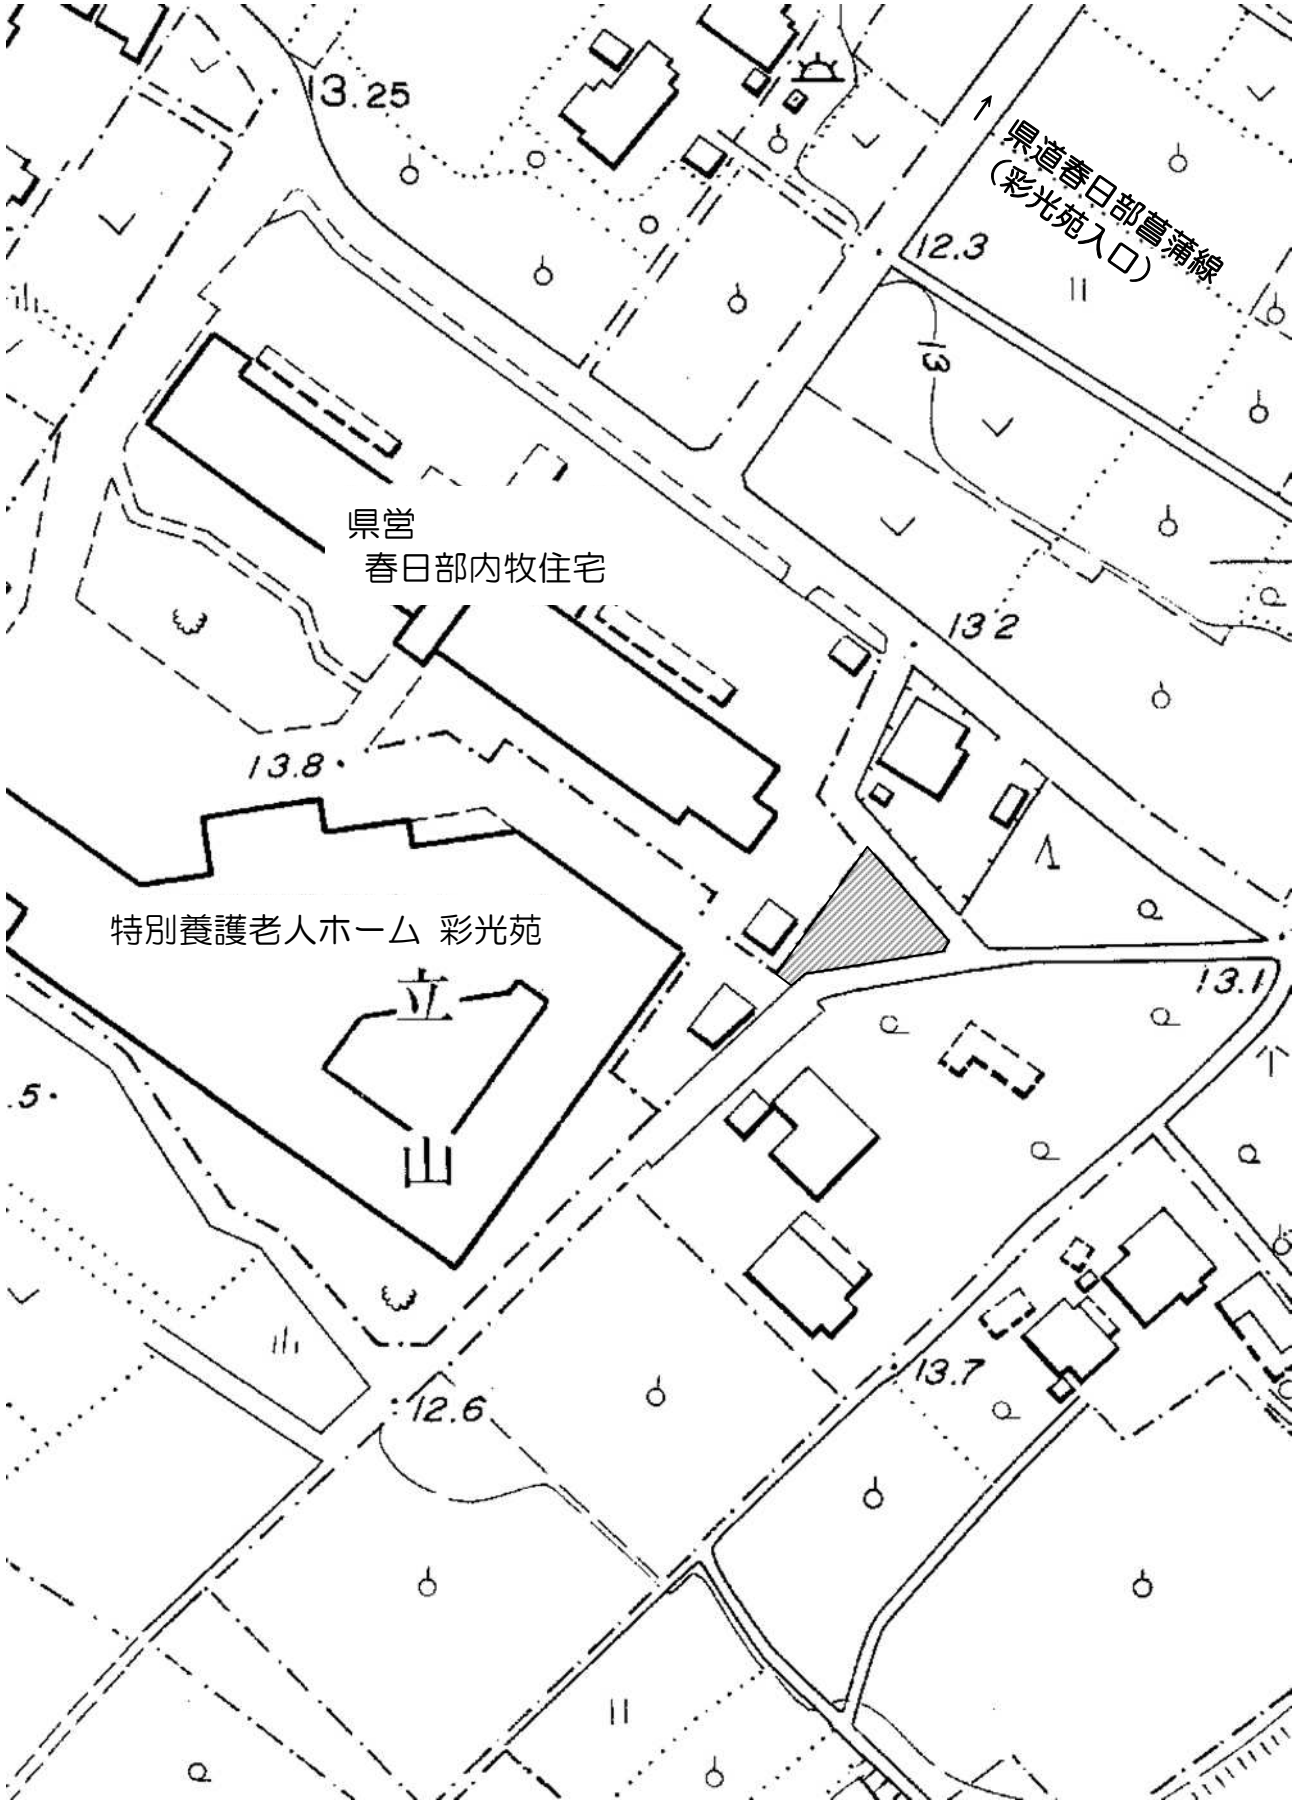 13.25
県道春日部菖蒲線
（彩光苑入口）
12.3
13
県営
春日部内牧住宅
13 2
13.8
特別養護老人ホーム 彩光苑
立
13.1
.5
山
13.7
12.6